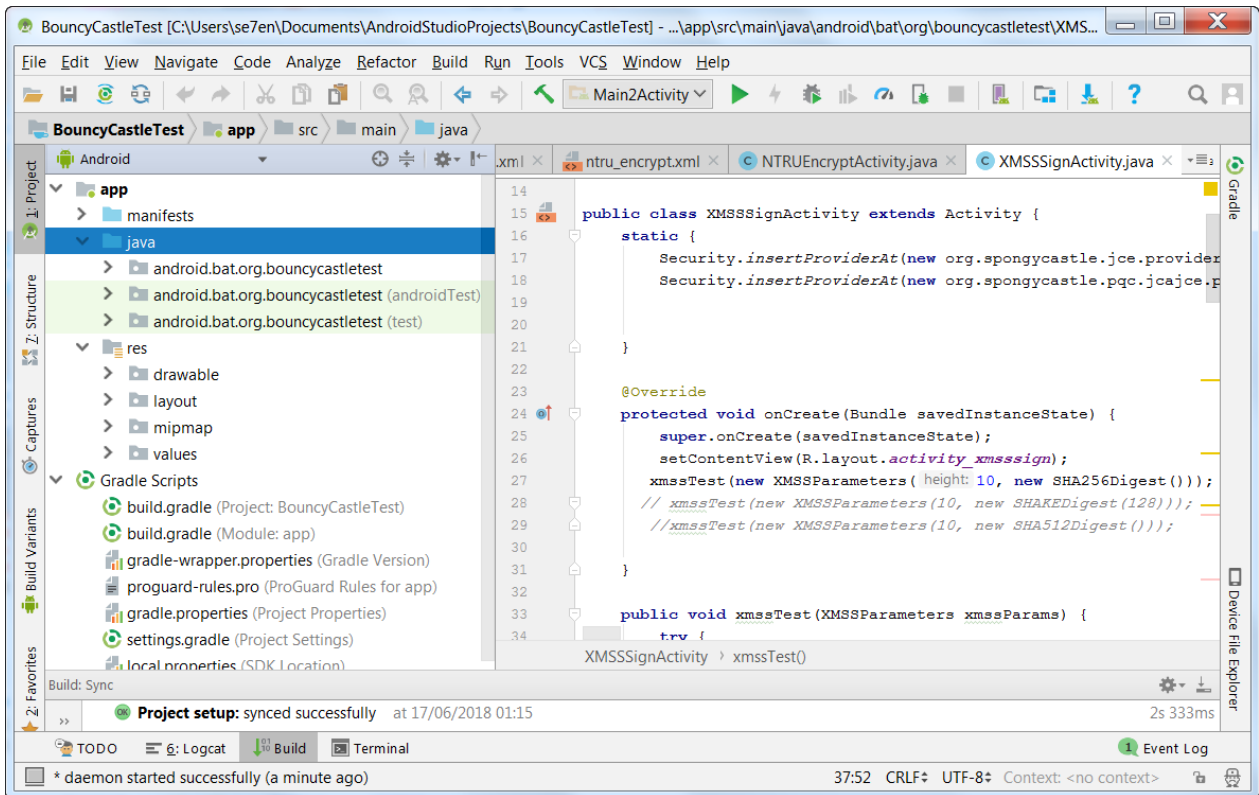 BouncyCastleTest [C:\Users\se7en\Documents\AndroidStudioProjects\BouncyCastleTest] - ...\app\src\main\java\android\bat\org\bouncycastletest\XMS...
File Edit View Navigate Code Analyze Refactor Build Run Tools VCS Window Help
Main2Activity
BouncyCastleTest app src main java
1: Project
Z: Structure
Captures
Build Variants
2: Favorites
Android
app
manifests
java
android.bat.org.bouncycastletest
android.bat.org.bouncycastletest (androidTest)
android.bat.org.bouncycastletest (test)
res
drawable
layout
mipmap
values
Gradle Scripts
build.gradle (Project: BouncyCastleTest)
build.gradle (Module: app)
gradle-wrapper.properties (Gradle Version)
proguard-rules.pro (ProGuard Rules for app)
gradle.properties (Project Properties)
settings.gradle (Project Settings)
local.properties (SDK Location)
.xml ntru_encrypt.xml NTRUEncryptActivity.java XMSSSignActivity.java 3
14
15 public class XMSSSignActivity extends Activity {
16 static {
17 Security.insertProviderAt(new org.spongycastle.jce.provider
18 Security.insertProviderAt(new org.spongycastle.pqc.jcajce.p
19
20
21 }
22
23 @Override
24 protected void onCreate(Bundle savedInstanceState) {
25 super.onCreate(savedInstanceState);
26 setContentView(R.layout.activity_xmsssign);
27 xmssTest(new XMSSParameters( height: 10, new SHA256Digest()));
28 // xmssTest(new XMSSParameters(10, new SHAKEDigest(128)));
29 //xmssTest(new XMSSParameters(10, new SHA512Digest()));
30
31 }
32
33 public void xmssTest(XMSSParameters xmssParams) {
34 try {
XMSSSignActivity xmssTest()
Gradle
Device File Explorer
Build: Sync
Project setup: synced successfully at 17/06/2018 01:15 2s 333ms
TODO 6: Logcat Build Terminal 1 Event Log
* daemon started successfully (a minute ago) 37:52 CRLF UTF-8 Context: <no context>